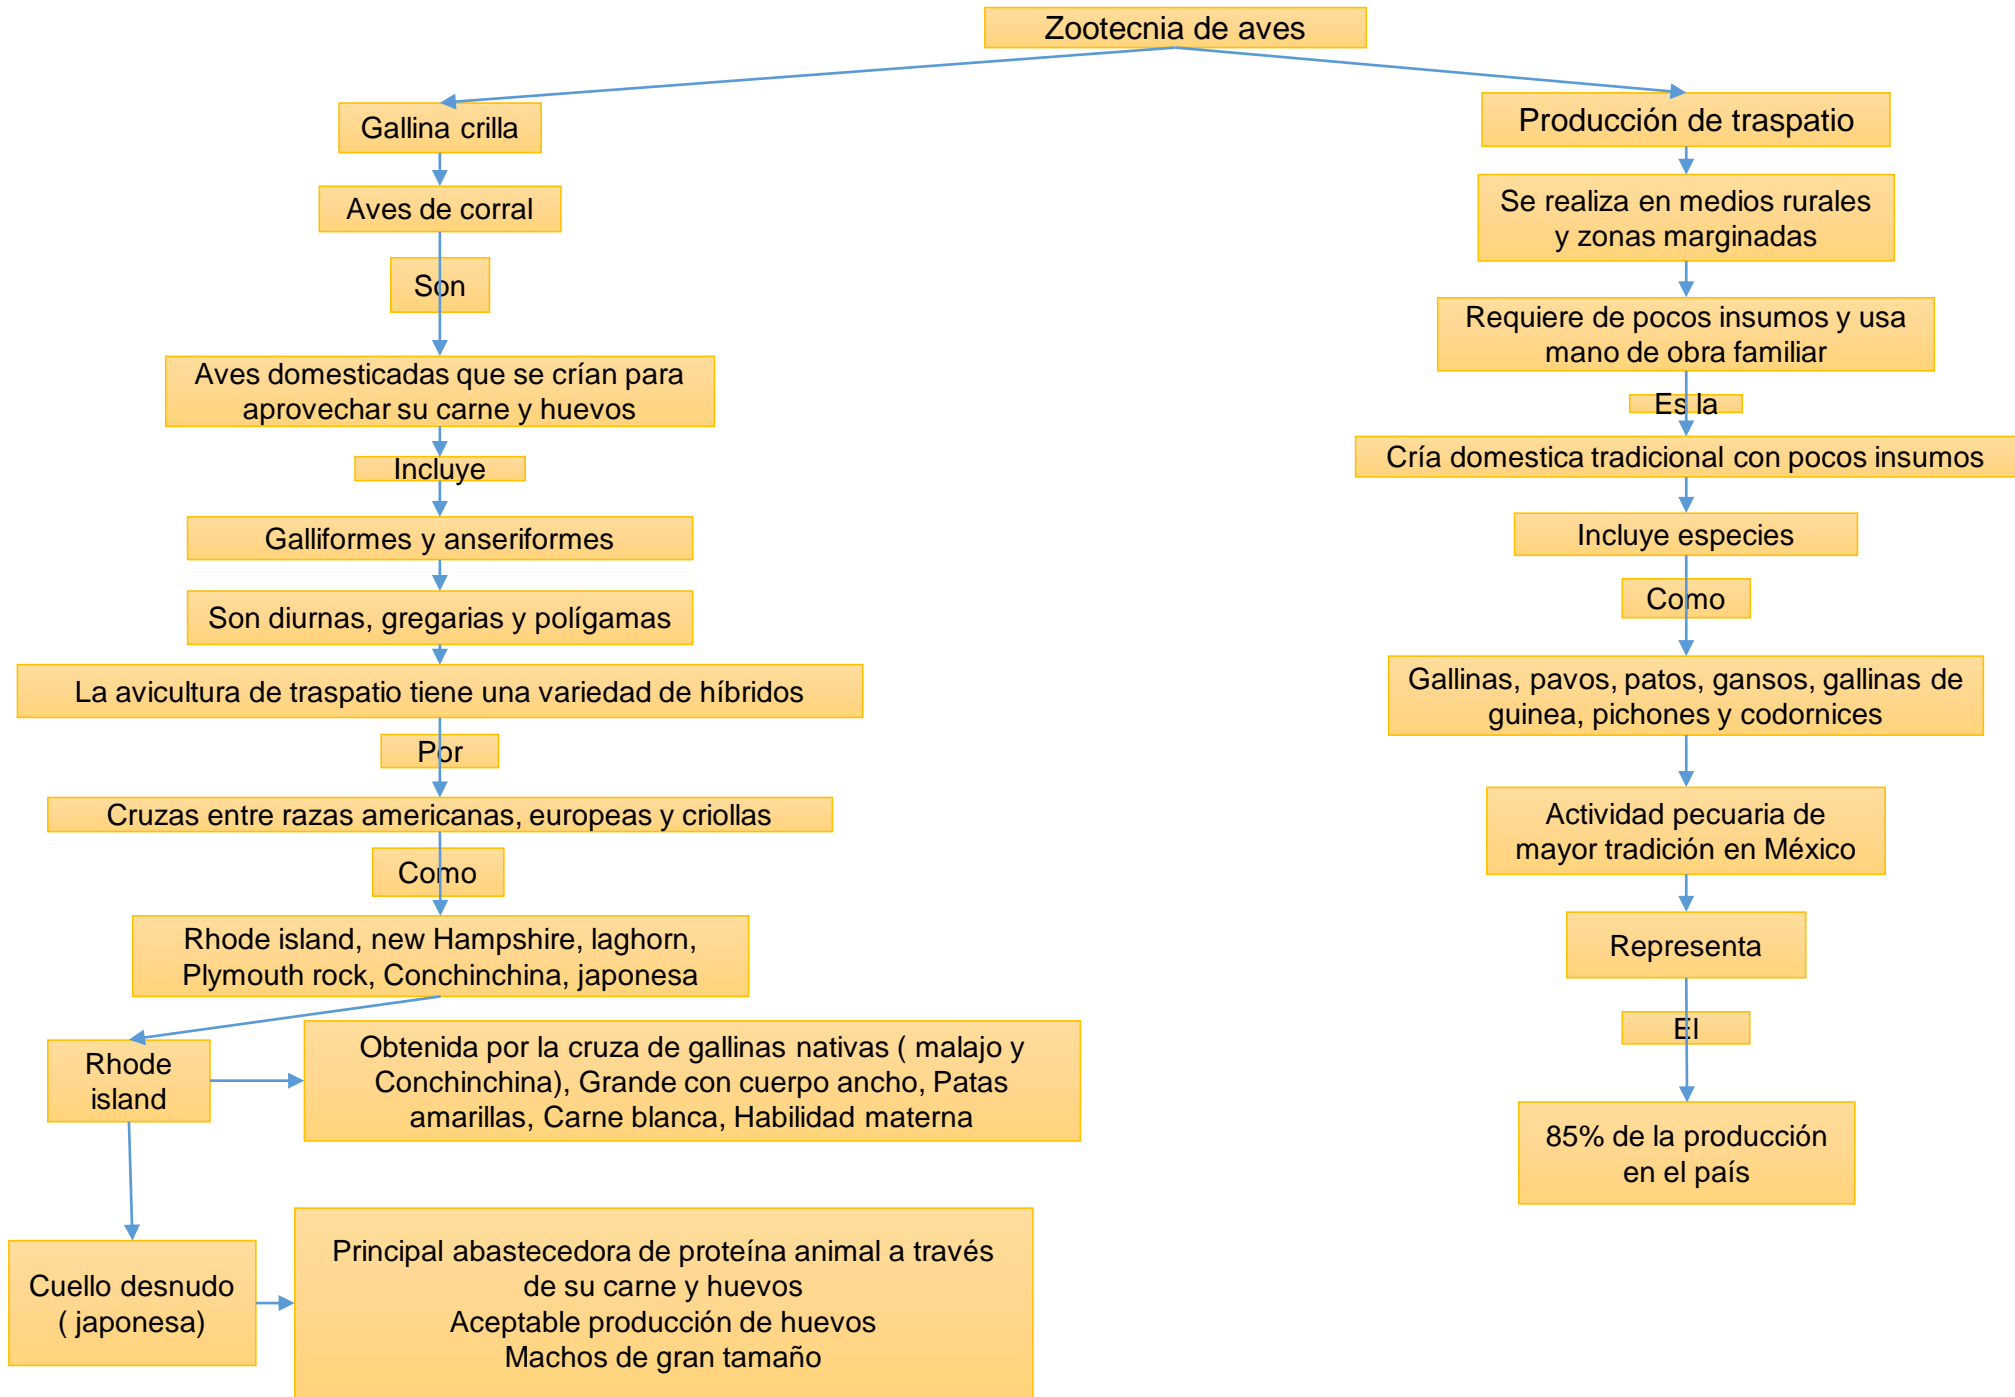 Zootecnia de aves
Gallina crilla
Aves de corral
Son
Aves domesticadas que se crían para
aprovechar su carne y huevos
Incluye
Galliformes y anseriformes
Son diurnas, gregarias y polígamas
La avicultura de traspatio tiene una variedad de híbridos
Por
Cruzas entre razas americanas, europeas y criollas
Como
Rhode island, new Hampshire, laghorn,
Plymouth rock, Conchinchina, japonesa
Rhode
island
Obtenida por la cruza de gallinas nativas ( malajo y
Conchinchina), Grande con cuerpo ancho, Patas
amarillas, Carne blanca, Habilidad materna
Cuello desnudo
( japonesa)
Principal abastecedora de proteína animal a través
de su carne y huevos
Aceptable producción de huevos
Machos de gran tamaño
Producción de traspatio
Se realiza en medios rurales
y zonas marginadas
Requiere de pocos insumos y usa
mano de obra familiar
Es la
Cría domestica tradicional con pocos insumos
Incluye especies
Como
Gallinas, pavos, patos, gansos, gallinas de
guinea, pichones y codornices
Actividad pecuaria de
mayor tradición en México
Representa
El
85% de la producción
en el país